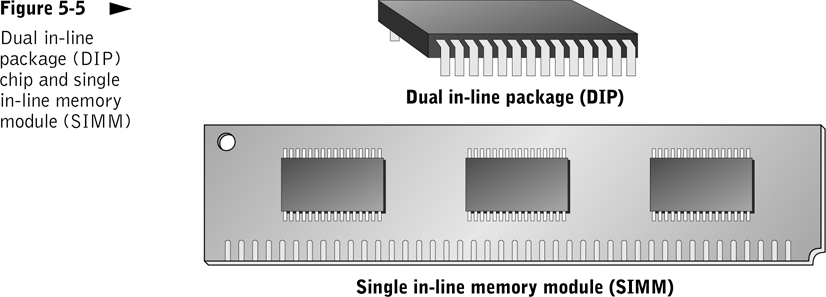 Figure 5-5
Dual in-line
package (DIP)
chip and single
in-line memory
module (SIMM)
Dual in-line package (DIP)
Single in-line memory module (SIMM)